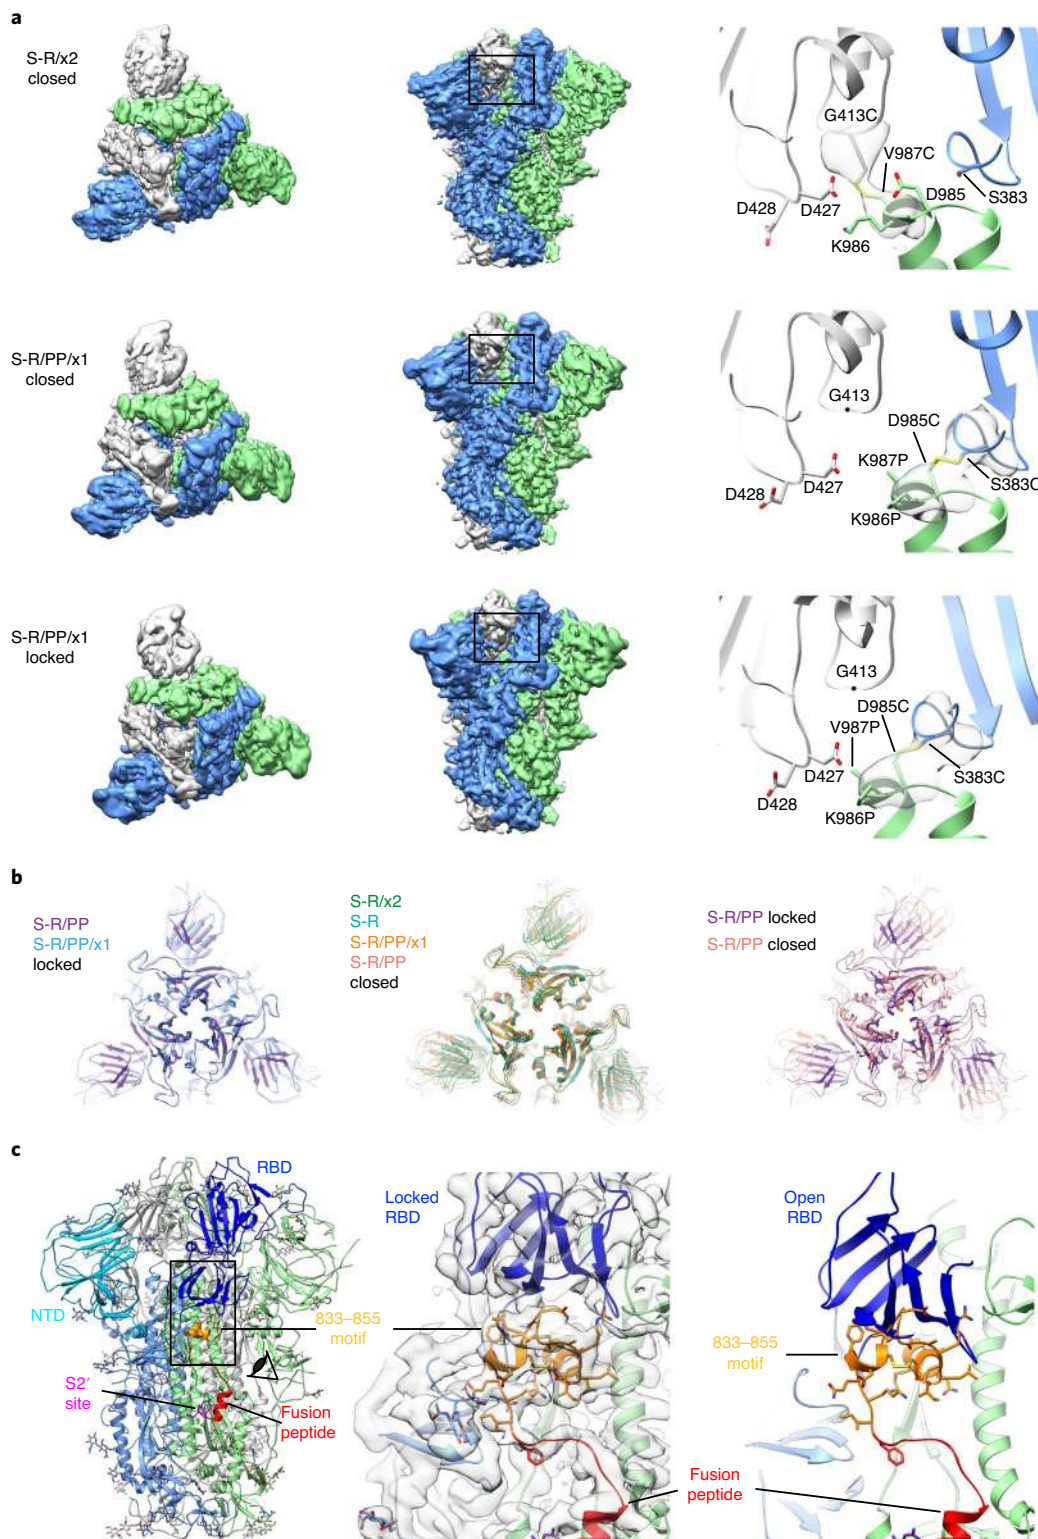 a
S-R/x2
closed
G413C
V987C
D428
D427
D985
S383
K986
S-R/PP/x1
closed
G413
D985C
K987P
D428
D427
S383C
K986P
S-R/PP/x1
locked
G413
D985C
V987P
D427
S383C
D428
K986P
b
S-R/PP
S-R/PP/x1
locked
S-R/x2
S-R
S-R/PP/x1
S-R/PP
closed
S-R/PP locked
S-R/PP closed
c
RBD
NTD
S2′
site
Fusion
peptide
833–855
motif
Locked
RBD
Open
RBD
833–855
motif
Fusion
peptide